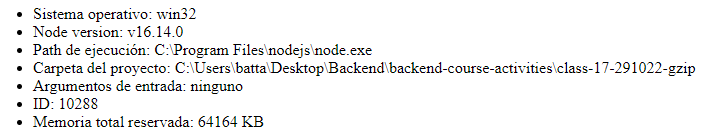 Sistema operativo: win32
Node version: v16.14.0
Path de ejecución: C:\Program Files\nodejs\node.exe
Carpeta del proyecto: C:\Users\batta\Desktop\Backend\backend-course-activities\class-17-291022-gzip
Argumentos de entrada: ninguno
ID: 10288
Memoria total reservada: 64164 KB